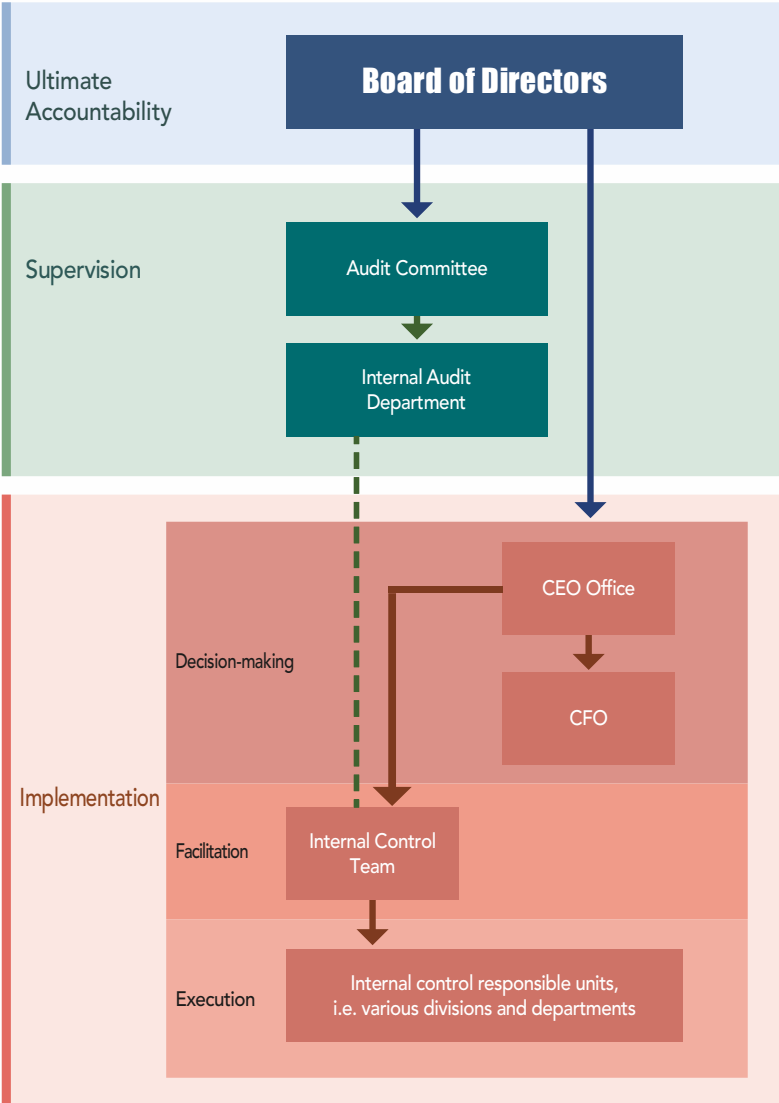 Ultimate
Accountability
Board of Directors
Supervision
Audit Committee
Internal Audit
Department
Implementation
Decision-making
CEO Office
CFO
Facilitation
Internal Control
Team
Execution
Internal control responsible units,
i.e. various divisions and departments